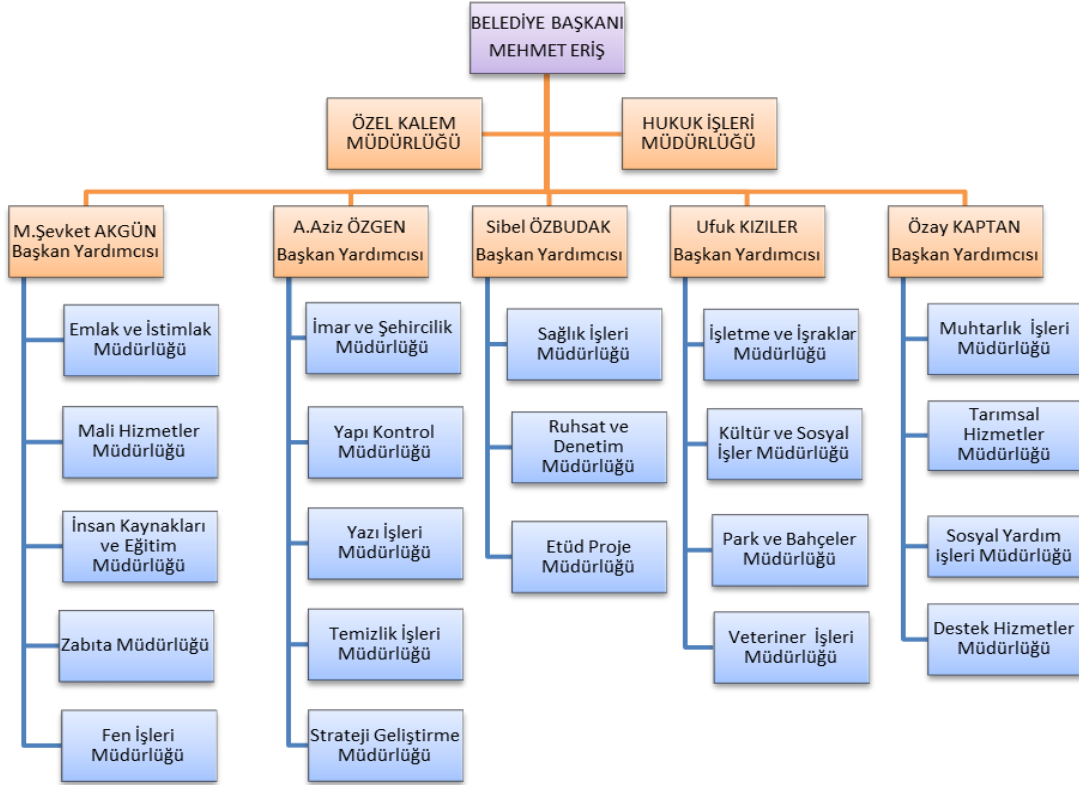 BELEDİYE BAŞKANI
MEHMET ERİŞ
ÖZEL KALEM
MÜDÜRLÜĞÜ
HUKUK İŞLERİ
MÜDÜRLÜĞÜ
M.Şevket AKGÜN
Başkan Yardımcısı
A.Aziz ÖZGEN
Başkan Yardımcısı
Sibel ÖZBUDAK
Başkan Yardımcısı
Ufuk KIZILER
Başkan Yardımcısı
Özay KAPTAN
Başkan Yardımcısı
Emlak ve İstimlak
Müdürlüğü
Mali Hizmetler
Müdürlüğü
İnsan Kaynakları
ve Eğitim
Müdürlüğü
Zabıta Müdürlüğü
Fen İşleri
Müdürlüğü
İmar ve Şehircilik
Müdürlüğü
Yapı Kontrol
Müdürlüğü
Yazı İşleri
Müdürlüğü
Temizlik İşleri
Müdürlüğü
Strateji Geliştirme
Müdürlüğü
Sağlık İşleri
Müdürlüğü
Ruhsat ve
Denetim
Müdürlüğü
Etüd Proje
Müdürlüğü
İşletme ve İşraklar
Müdürlüğü
Kültür ve Sosyal
İşler Müdürlüğü
Park ve Bahçeler
Müdürlüğü
Veteriner İşleri
Müdürlüğü
Muhtarlık İşleri
Müdürlüğü
Tarımsal
Hizmetler
Müdürlüğü
Sosyal Yardım
işleri Müdürlüğü
Destek Hizmetler
Müdürlüğü